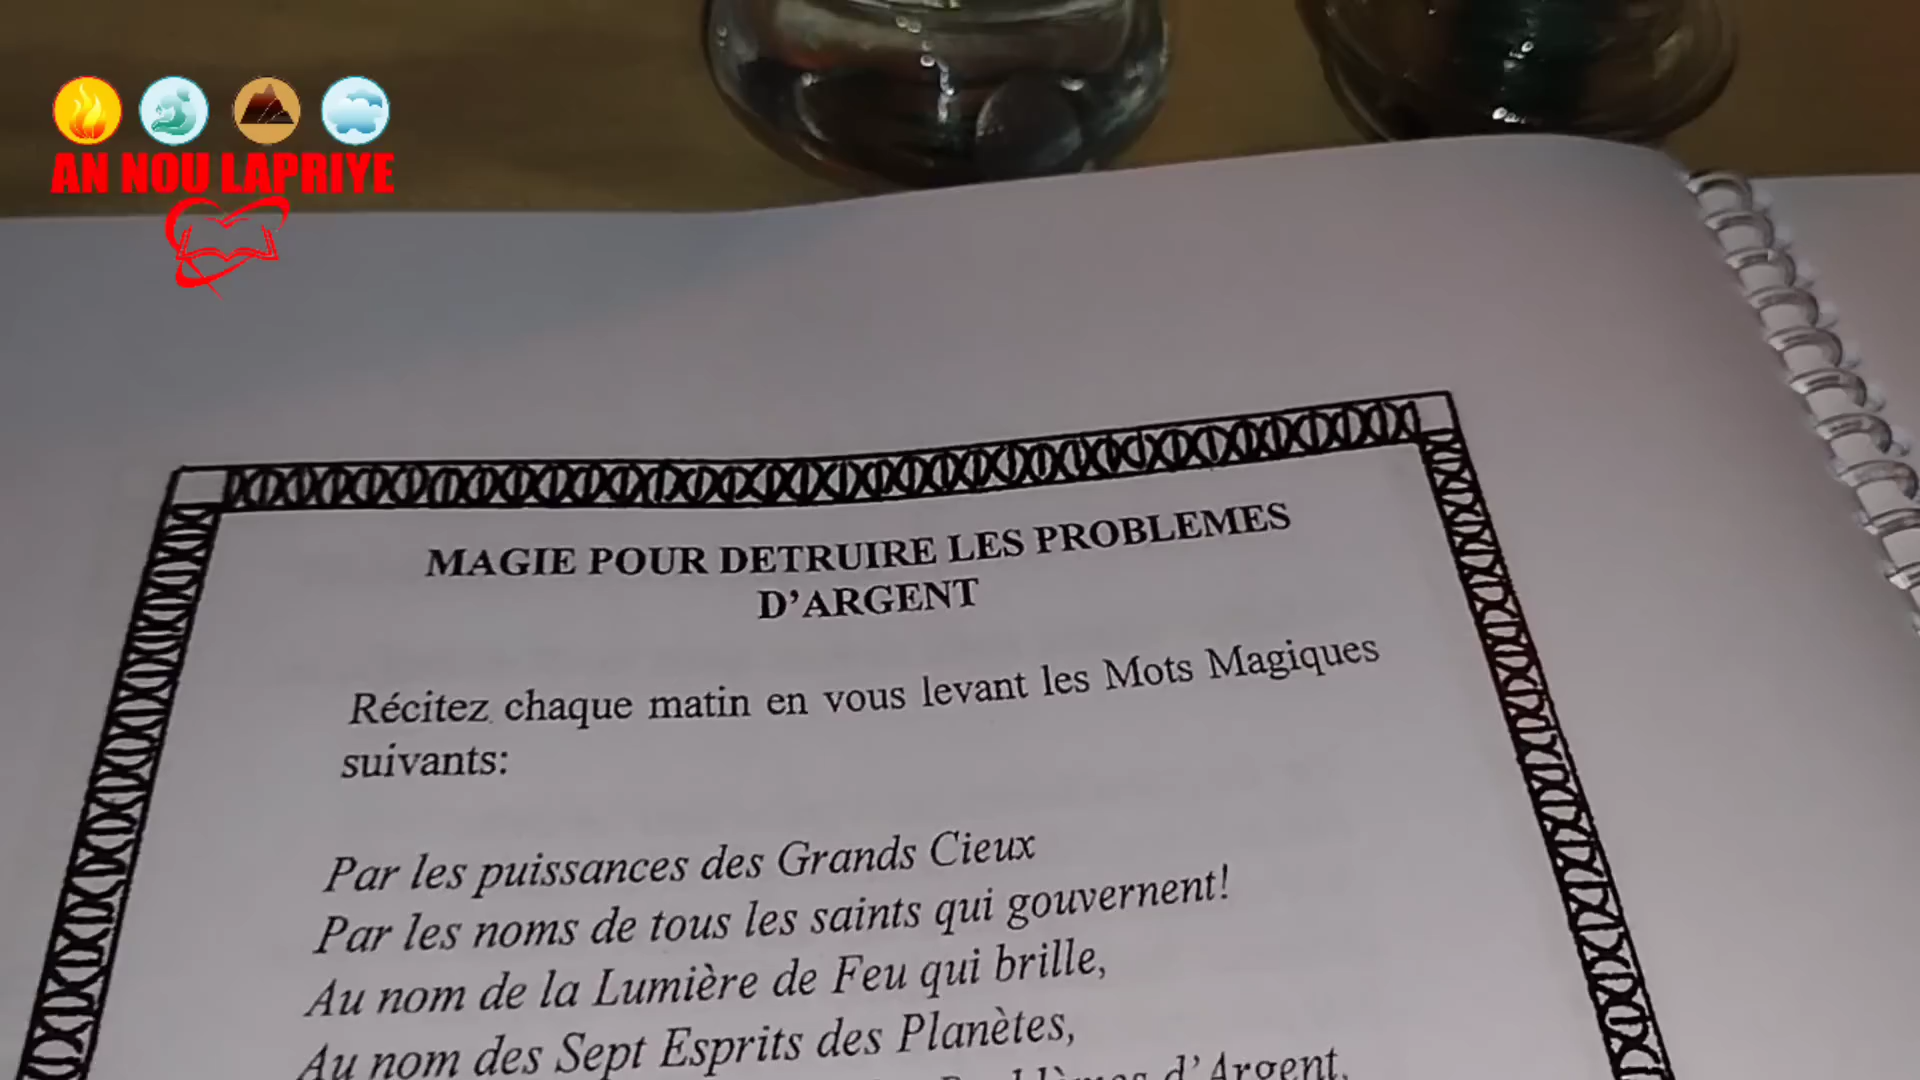 AN NOU LAPRIYE
MAGIE POUR DETRUIRE LES PROBLEMES
D'ARGENT
Récitez chaque matin en vous levant les Mots Magiques
suivants:
Par les puissances des Grands Cieux
Par les noms de tous les saints qui gouvernent!
Au nom de la Lumière de Feu qui brille,
Au nom des Sept Esprits des Planètes,
d'Argent,